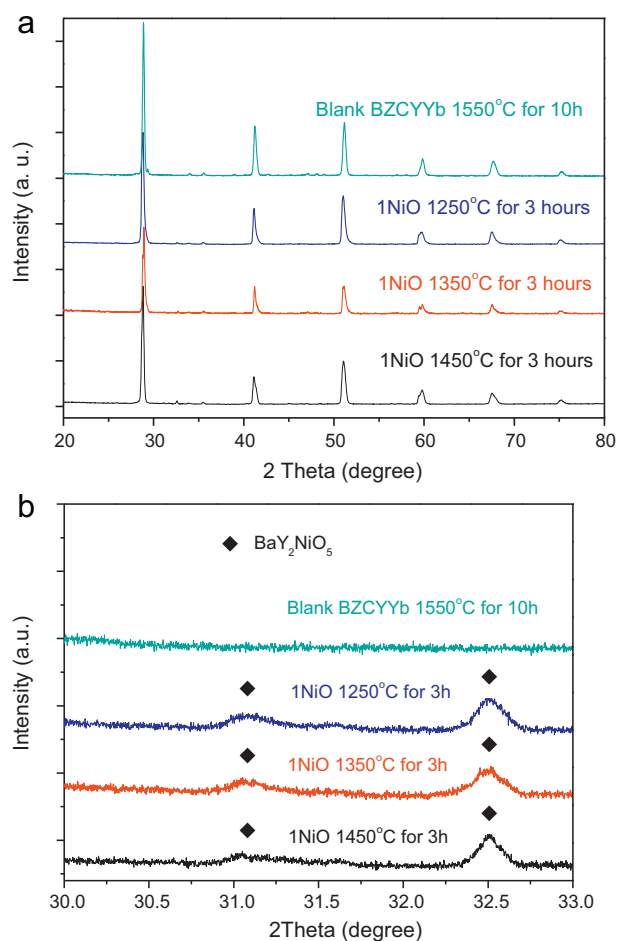 a
Blank BZCYYb 1550°C for 10h
1NiO 1250°C for 3 hours
1NiO 1350°C for 3 hours
1NiO 1450°C for 3 hours
Intensity (a. u.)
20 30 40 50 60 70 80
2 Theta (degree)
b
BaY₂NiO₅
Blank BZCYYb 1550°C for 10h
1NiO 1250°C for 3h
1NiO 1350°C for 3h
1NiO 1450°C for 3h
Intensity (a.u.)
30.0 30.5 31.0 31.5 32.0 32.5 33.0
2Theta (degree)